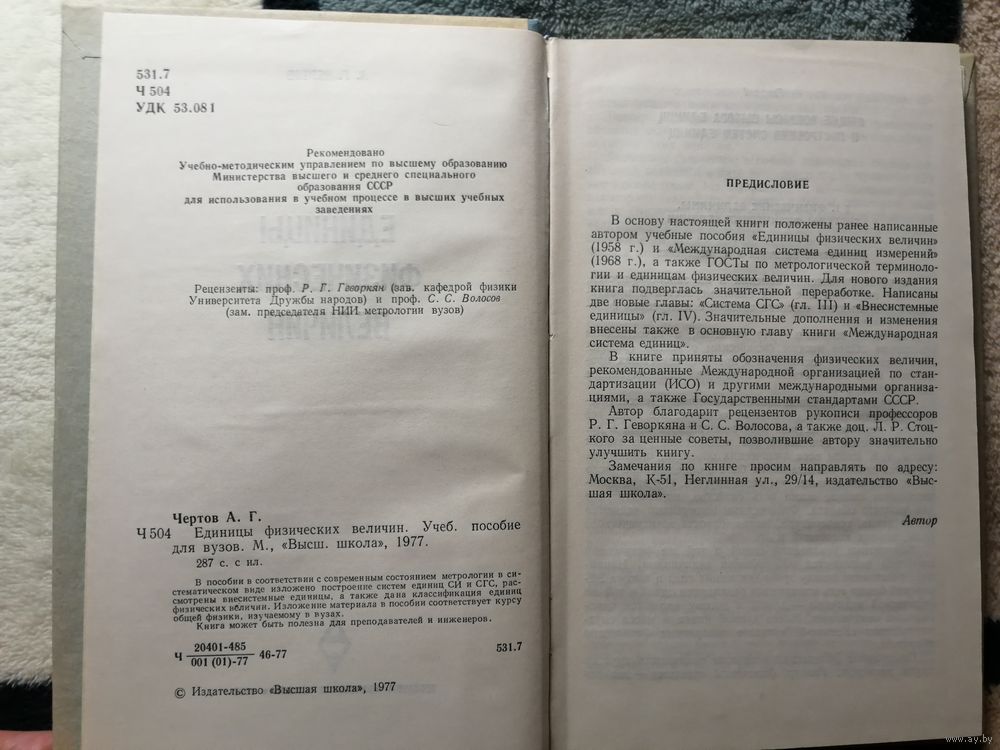 531.7
Ч 504
УДК 53.081
Рекомендовано
Учебно-методическим управлением по высшему образованию
Министерства высшего и среднего специального
образования СССР
для использования в учебном процессе в высших учебных
заведениях
ЕДИНИЦЫ
ФИЗИЧЕСКИХ
ВЕЛИЧИН
Рецензенты: проф. Р. Г. Геворкян (зав. кафедрой физики
Университета Дружбы народов) и проф. С. С. Волосов
(зам. председателя НИИ метрологии вузов)
Чертов А. Г.
Ч 504 Единицы физических величин. Учеб. пособие
для вузов. М., «Высш. школа», 1977.
287 с. с ил.
В пособии в соответствии с современным состоянием метрологии в си-
стематическом виде изложено построение систем единиц СИ и СГС, рас-
смотрены внесистемные единицы, а также дана классификация единиц
физических величин. Изложение материала в пособии соответствует курсу
общей физики, изучаемому в вузах.
Книга может быть полезна для преподавателей и инженеров.
Ч 20401-485/001 (01)-77 46-77 531.7
© Издательство «Высшая школа», 1977
ПРЕДИСЛОВИЕ
В основу настоящей книги положены ранее написанные
автором учебные пособия «Единицы физических величин»
(1958 г.) и «Международная система единиц измерений»
(1968 г.), а также ГОСТы по метрологической терминоло-
гии и единицам физических величин. Для нового издания
книга подверглась значительной переработке. Написаны
две новые главы: «Система СГС» (гл. III) и «Внесистемные
единицы» (гл. IV). Значительные дополнения и изменения
внесены также в основную главу книги «Международная
система единиц».
В книге приняты обозначения физических величин,
рекомендованные Международной организацией по стан-
дартизации (ИСО) и другими международными организа-
циями, а также Государственными стандартами СССР.
Автор благодарит рецензентов рукописи профессоров
Р. Г. Геворкяна и С. С. Волосова, а также доц. Л. Р. Стоц-
кого за ценные советы, позволившие автору значительно
улучшить книгу.
Замечания по книге просим направлять по адресу:
Москва, К-51, Неглинная ул., 29/14, издательство «Выс-
шая школа».
Автор
www.ay.by